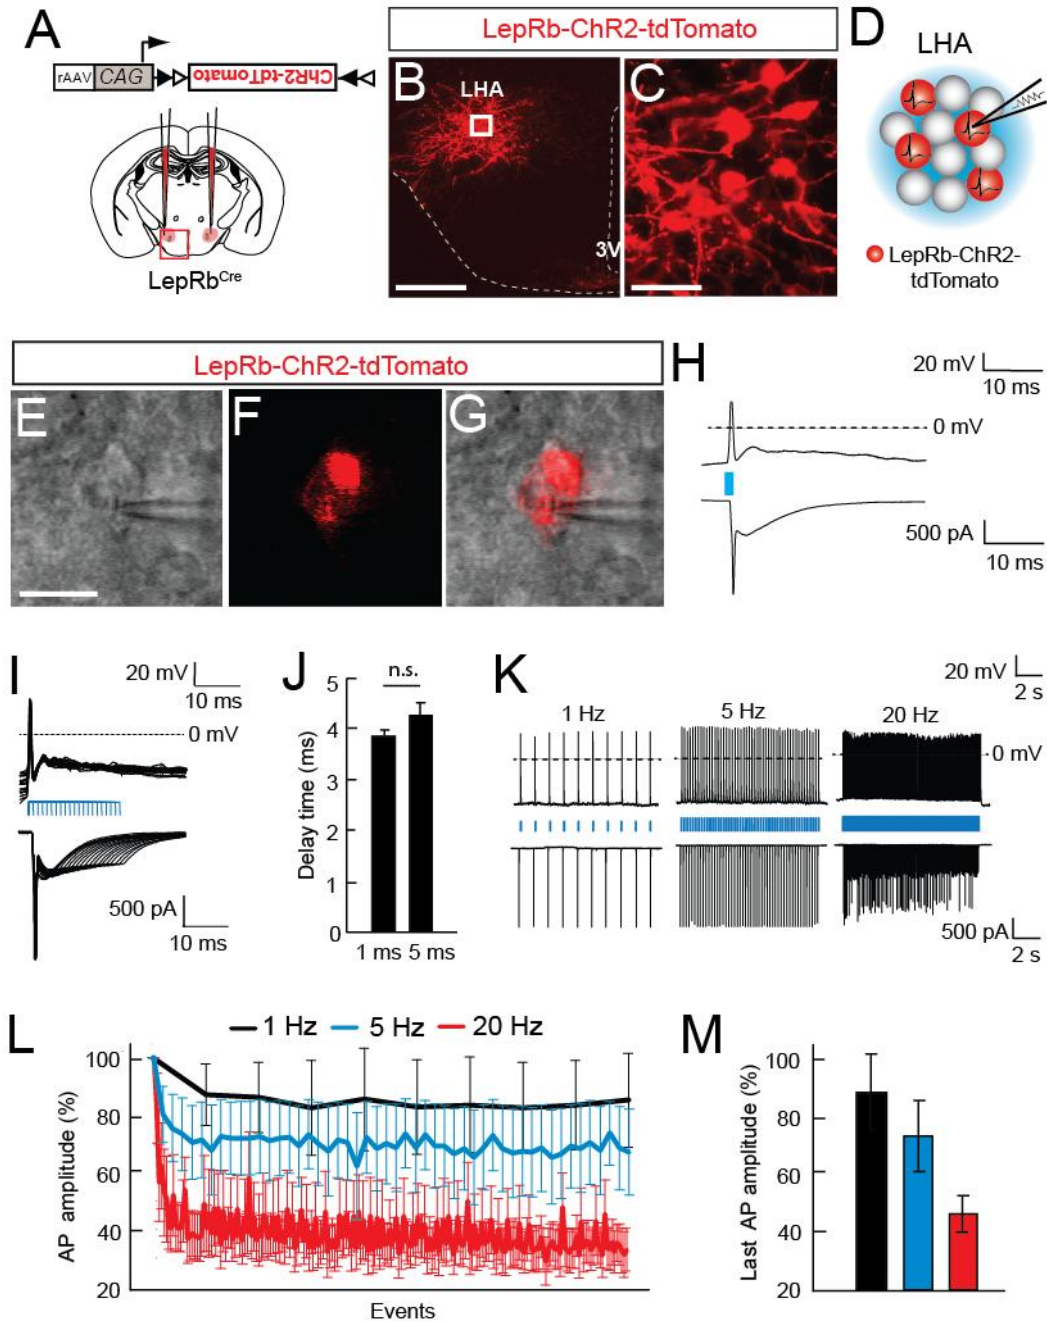 A
rAAV CAG ChR2-tdTomato
LepRbCre
LepRb-ChR2-tdTomato
B
LHA
3V
C
D
LHA
LepRb-ChR2-
tdTomato
LepRb-ChR2-tdTomato
E
F
G
H
20 mV
10 ms
0 mV
500 pA
10 ms
I
20 mV
10 ms
0 mV
500 pA
10 ms
J
n.s.
Delay time (ms)
5
4
3
2
1
0
1 ms 5 ms
K
20 mV
2 s
1 Hz 5 Hz 20 Hz
0 mV
500 pA
2 s
L
1 Hz 5 Hz 20 Hz
AP amplitude (%)
100
80
60
40
20
Events
M
Last AP amplitude (%)
100
80
60
40
20